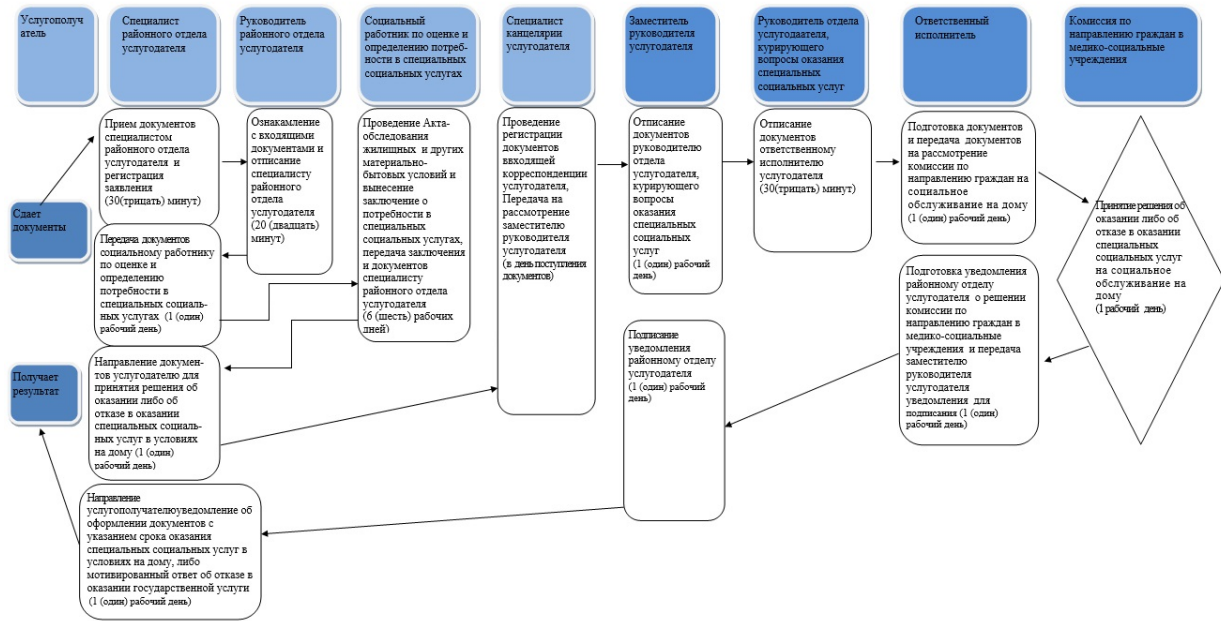 Услугополуч
атель
Специалист
районного отдела
услугодателя
Руководитель
районного отдела
услугодателя
Социальный
работник по оценке и
определению потреб-
ности в специальных
социальных услугах
Специалист
канцелярии
услугодателя
Заместитель
руководителя
услугодателя
Руководитель отдела
услугдаателя,
курирующего
вопросы оказания
специальных
социальных услуг
Ответственный
исполнитель
Комиссия по
направлению граждан в
медико-социальные
учреждения
Сдает
документы
Прием документов
специалистом
районного отдела
услугодателя и
регистрация
заявления
(30(трицать) минут)
Ознакамление
с входящими
документами и
отписание
специалисту
районного
отдела
услугодателя
(20 (двадцать)
минут)
Передача документов
социальному работнику
по оценке и
определению
потребности в
специальных социаль-
ных услугах (1 (один)
рабочий день)
Проведение Акта-
обследования
жилищных и других
материально-
бытовых условий и
вынесение
заключение о
потребности в
специальных
социальных услугах,
передача заключения
и документов
специалисту
районного отдела
услугодателя
(6 (шесть) рабочих
дней)
Направление докумен-
тов услугодателю для
принятия решения об
оказании либо об
отказе в оказании
специальных социаль-
ных услуг в условиях
на дому (1 (один)
рабочий день)
Проведение
регистрации
документов
ввходящей
корреспонденции
услугодателя,
Передача на
рассмотрение
заместителю
руководителя
услугодателя
(в день поступления
документов)
Отписание
документов
руководителю
отдела
услугодателя,
курирующего
вопросы
оказания
специальных
социальных
услуг
(1 (один) рабочий
день)
Отписание
документов
ответственному
исполнителю
услугодателя
(30(трицать) минут)
Подготовка документов
и передача документов
на рассмотрение
комиссии по
направлению граждан на
социальное
обслуживание на дому
(1 (один) рабочий день)
Принятие решения об
оказании либо об
отказе в оказании
специальных
социальных услуг
на социальное
обслуживание на
дому
(1 рабочий день)
Подготовка уведомления
районному отделу
услугодателя о решении
комиссии по
направлению граждан в
медико-социальные
учреждения и передача
заместителю
руководителя
услугодателя
уведомления для
подписания (1 (один)
рабочий день)
Подписание
уведомления
районному отделу
услугодателя
(1 (один) рабочий
день)
Направление
услугополучателюуведомление об
оформлении документов с
указанием срока оказания
специальных социальных услуг в
условиях на дому, либо
мотивированный ответ об отказе в
оказании государственной услуги
(1 (один) рабочий день)
Получает
результат